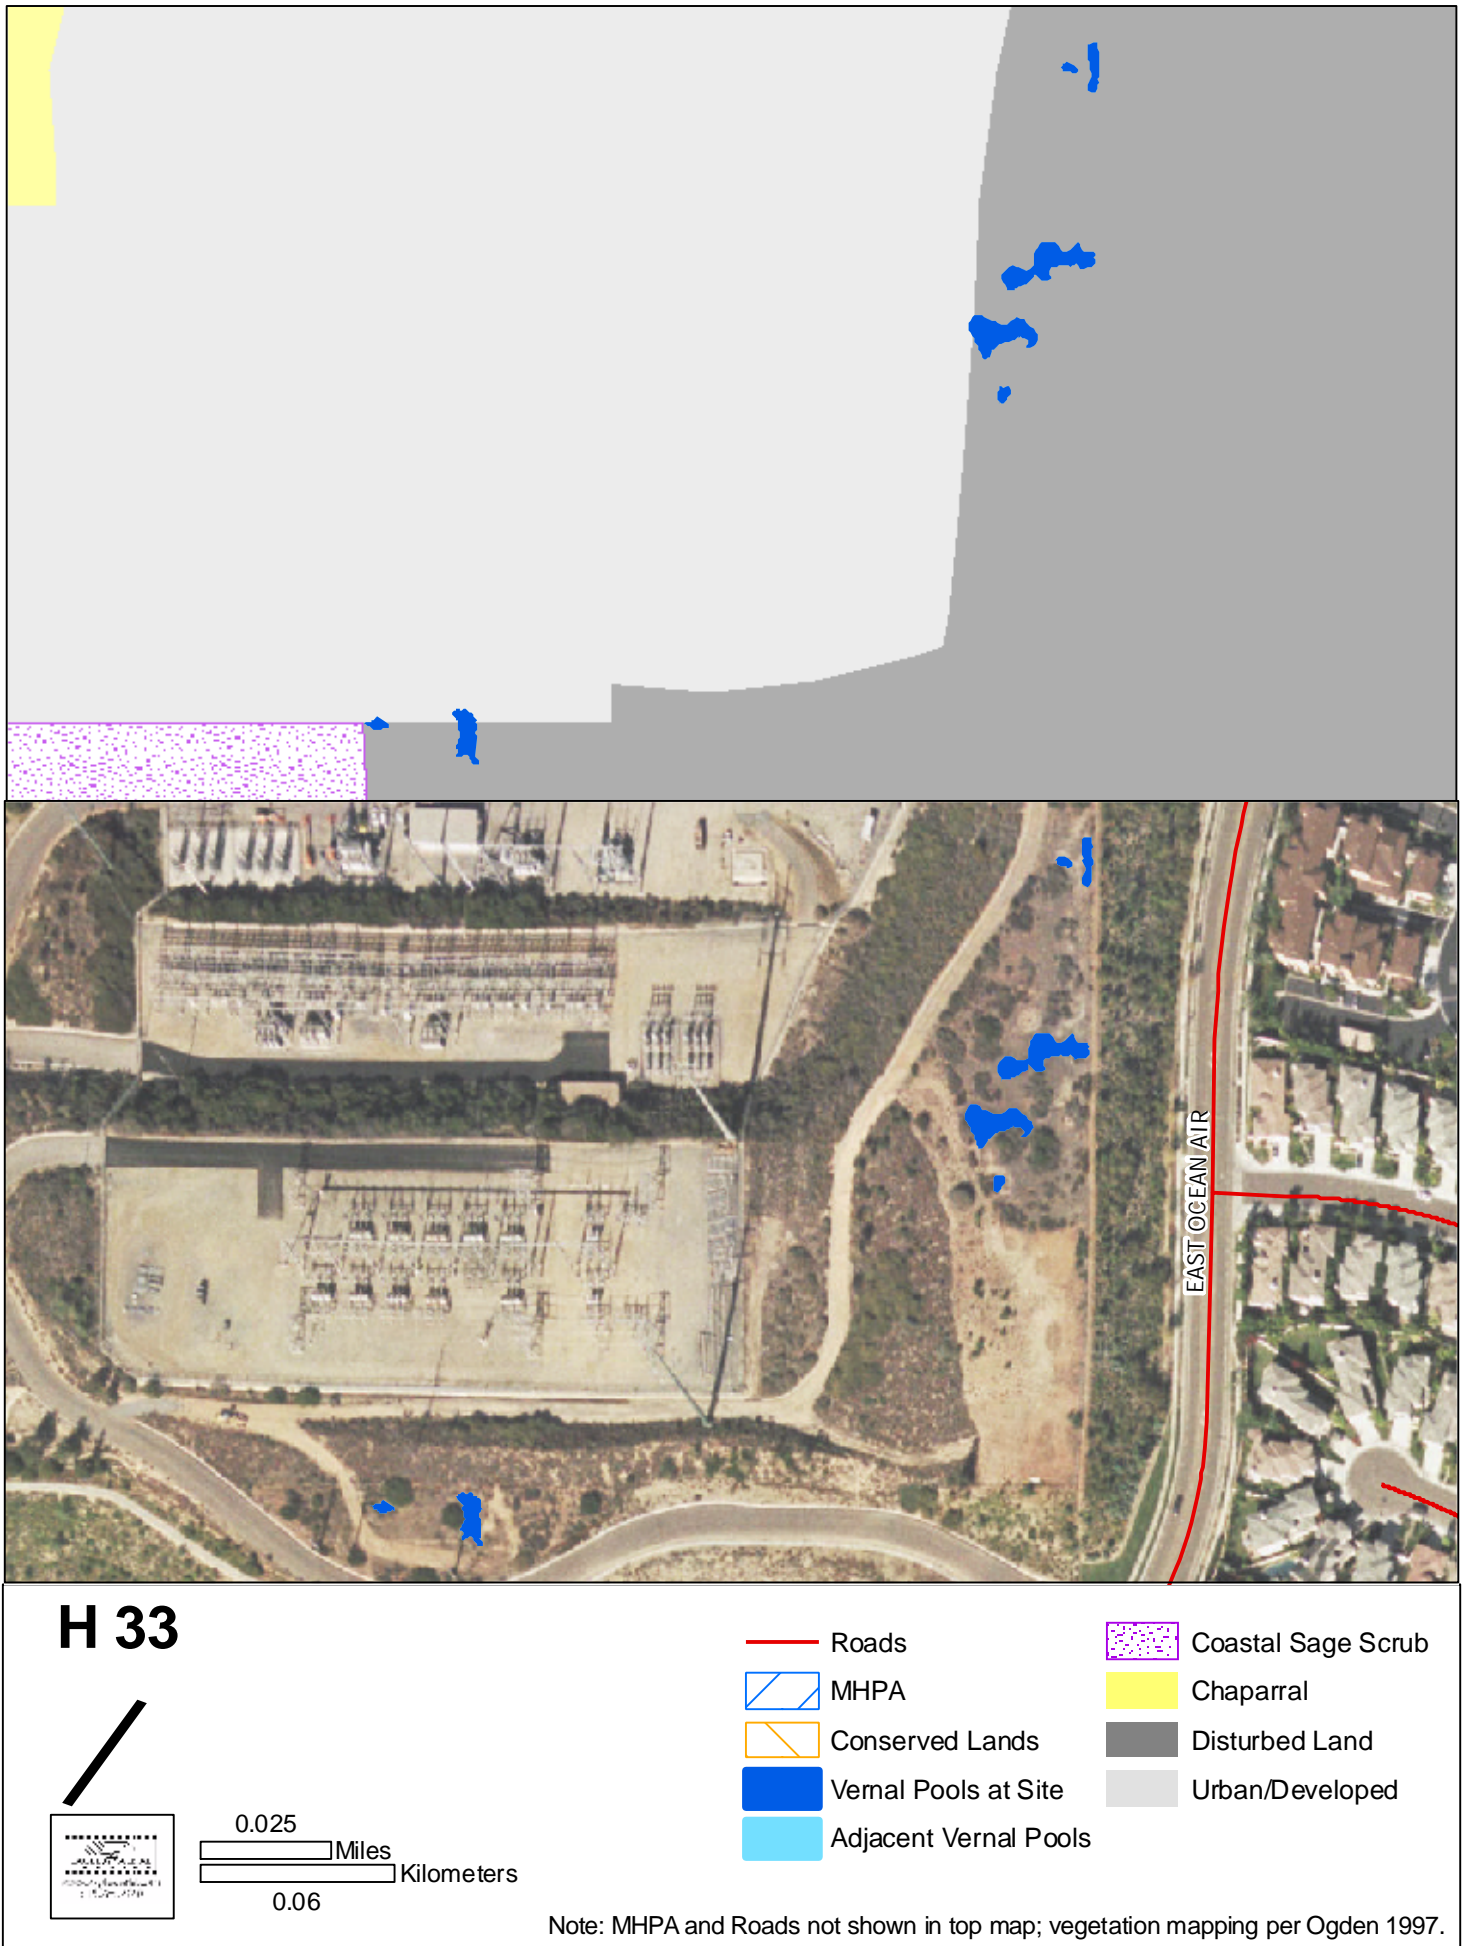 EAST OCEAN AIR
H 33
Roads
MHPA
Conserved Lands
Vernal Pools at Site
Adjacent Vernal Pools
Coastal Sage Scrub
Chaparral
Disturbed Land
Urban/Developed
0.025
Miles
Kilometers
0.06
Note: MHPA and Roads not shown in top map; vegetation mapping per Ogden 1997.